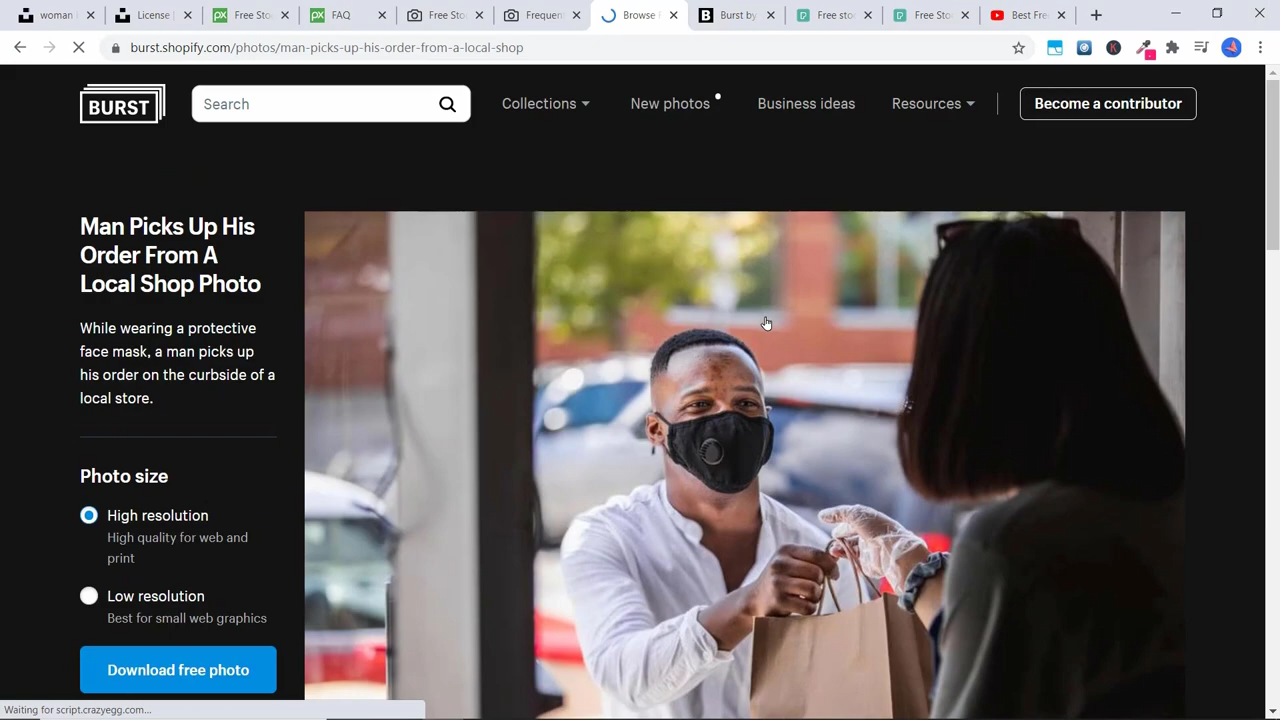 woman
License
Free Sto
FAQ
Free Sto
Frequen
Browse
Burst by
Free sto
Free Sto
Best Fre
burst.shopify.com/photos/man-picks-up-his-order-from-a-local-shop
BURST
Search
Collections
New photos
Business ideas
Resources
Become a contributor
Man Picks Up His
Order From A
Local Shop Photo
While wearing a protective
face mask, a man picks up
his order on the curbside of a
local store.
Photo size
High resolution
High quality for web and
print
Low resolution
Best for small web graphics
Download free photo
Waiting for script.crazyegg.com...